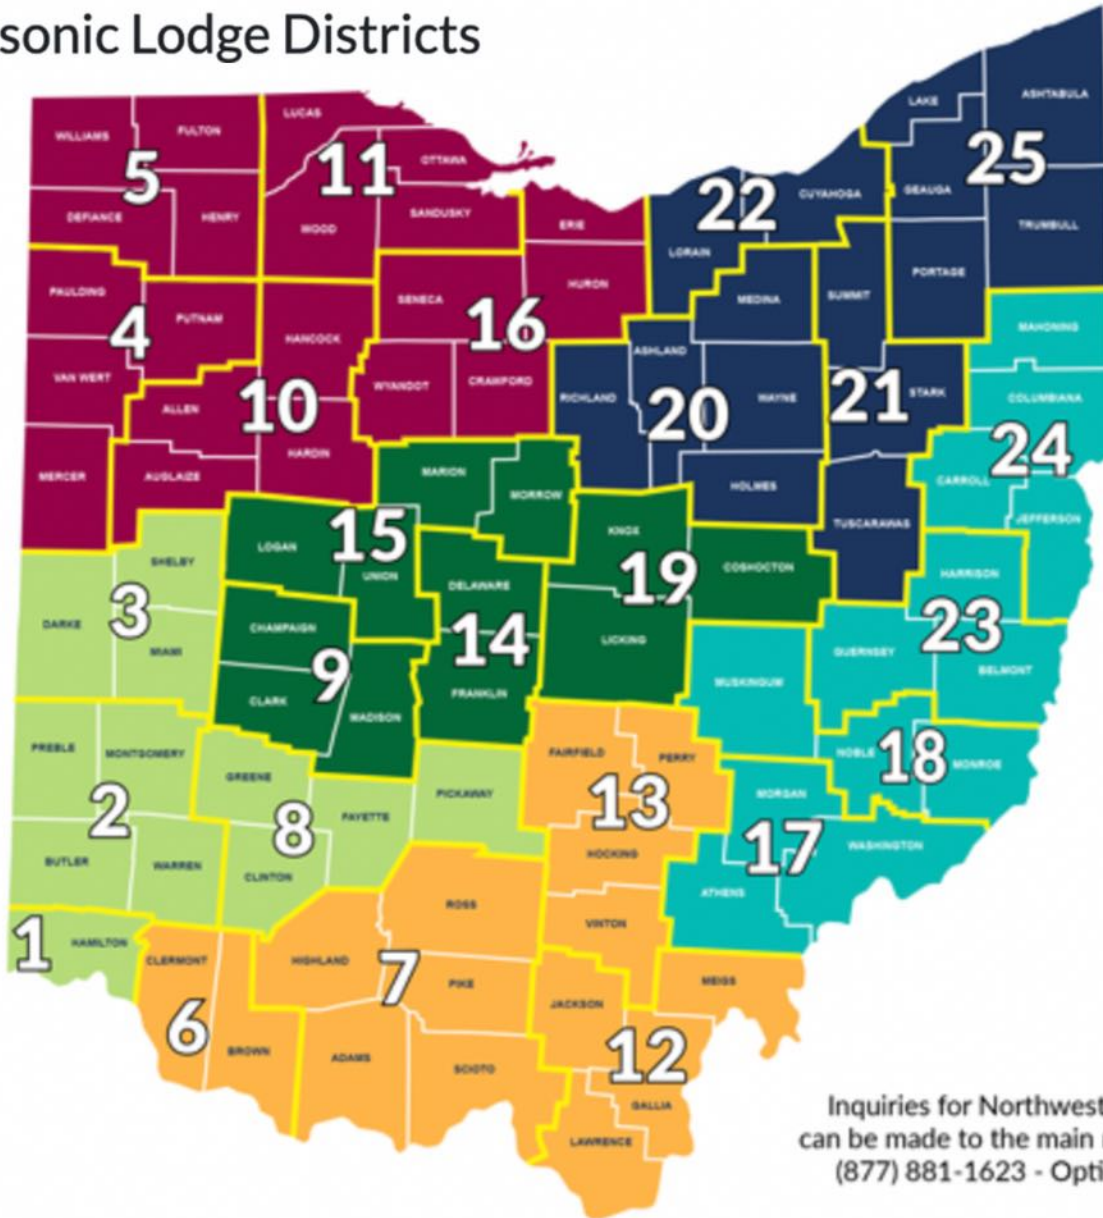 sonic Lodge Districts
LAKE
ASHTABULA
LUCAS
WILLIAMS
FULTON
25
5
11
OTTAWA
22
CUYAHOGA
GEAUGA
DEFIANCE
HENRY
SANDUSKY
WOOD
ERIE
TRUMBULL
LORAIN
PORTAGE
PAULDING
SENECA
HURON
MEDINA
SUMMIT
PUTNAM
4
16
MAHONING
HANCOCK
ASHLAND
VAN WERT
WYANDOT
CRAWFORD
ALLEN
10
RICHLAND
20
WAYNE
21
STARK
COLUMBIANA
HARDIN
24
MERCER
AUGLAIZE
MARION
MORROW
HOLMES
CARROLL
JEFFERSON
KNOX
TUSCARAWAS
LOGAN
15
SHELBY
UNION
DELAWARE
19
COSHOCTON
HARRISON
3
DARKE
CHAMPAIGN
14
LICKING
23
MIAMI
9
GUERNSEY
BELMONT
CLARK
FRANKLIN
MUSKINGUM
MADISON
PREBLE
MONTGOMERY
FAIRFIELD
PERRY
NOBLE
18
MONROE
GREENE
PICKAWAY
13
MORGAN
2
8
FAYETTE
17
WASHINGTON
BUTLER
WARREN
CLINTON
HOCKING
ATHENS
ROSS
VINTON
1
HAMILTON
CLERMONT
HIGHLAND
7
PIKE
MEIGS
JACKSON
6
BROWN
ADAMS
SCIOTO
12
GALLIA
LAWRENCE
Inquiries for Northwest
can be made to the main
(877) 881-1623 - Opti